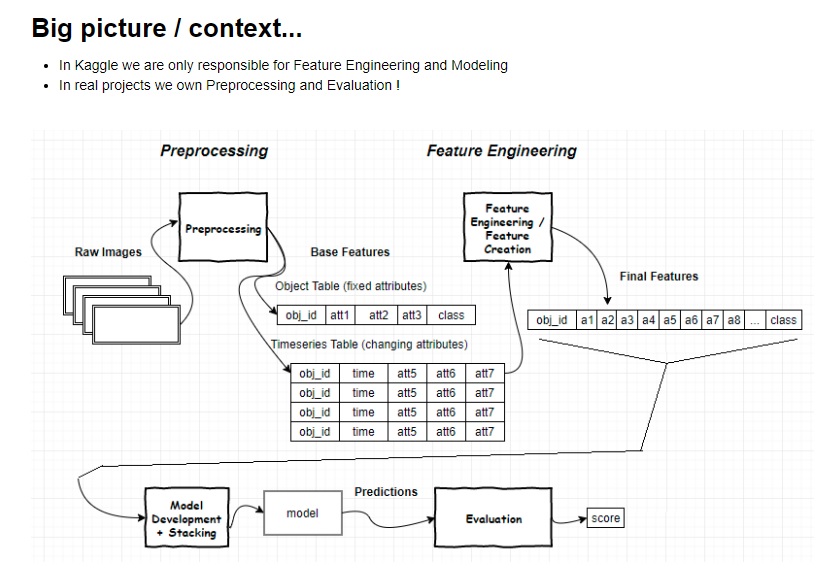 Big picture / context...
In Kaggle we are only responsible for Feature Engineering and Modeling
In real projects we own Preprocessing and Evaluation !
Preprocessing
Feature Engineering
Preprocessing
Feature
Engineering /
Feature
Creation
Raw Images
Base Features
Final Features
Object Table (fixed attributes)
obj_id att1 att2 att3 class
obj_id a1 a2 a3 a4 a5 a6 a7 a8 ... class
Timeseries Table (changing attributes)
obj_id time att5 att6 att7
obj_id time att5 att6 att7
obj_id time att5 att6 att7
obj_id time att5 att6 att7
Model
Development
+ Stacking
model
Predictions
Evaluation
score